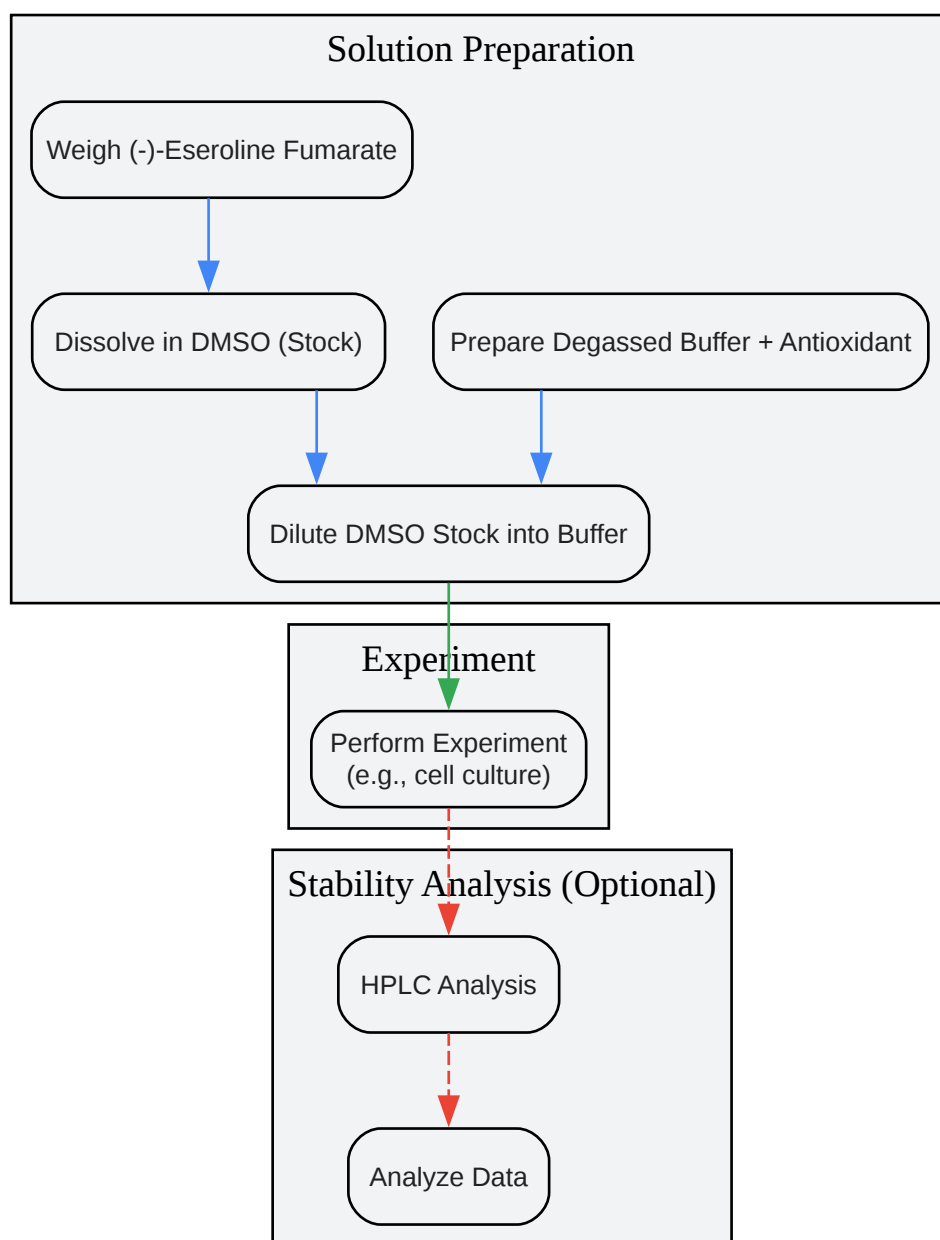 Solution Preparation
Weigh (-)-Eseroline Fumarate
Dissolve in DMSO (Stock)
Prepare Degassed Buffer + Antioxidant
Dilute DMSO Stock into Buffer
Experiment
Perform Experiment
(e.g., cell culture)
Stability Analysis (Optional)
HPLC Analysis
Analyze Data